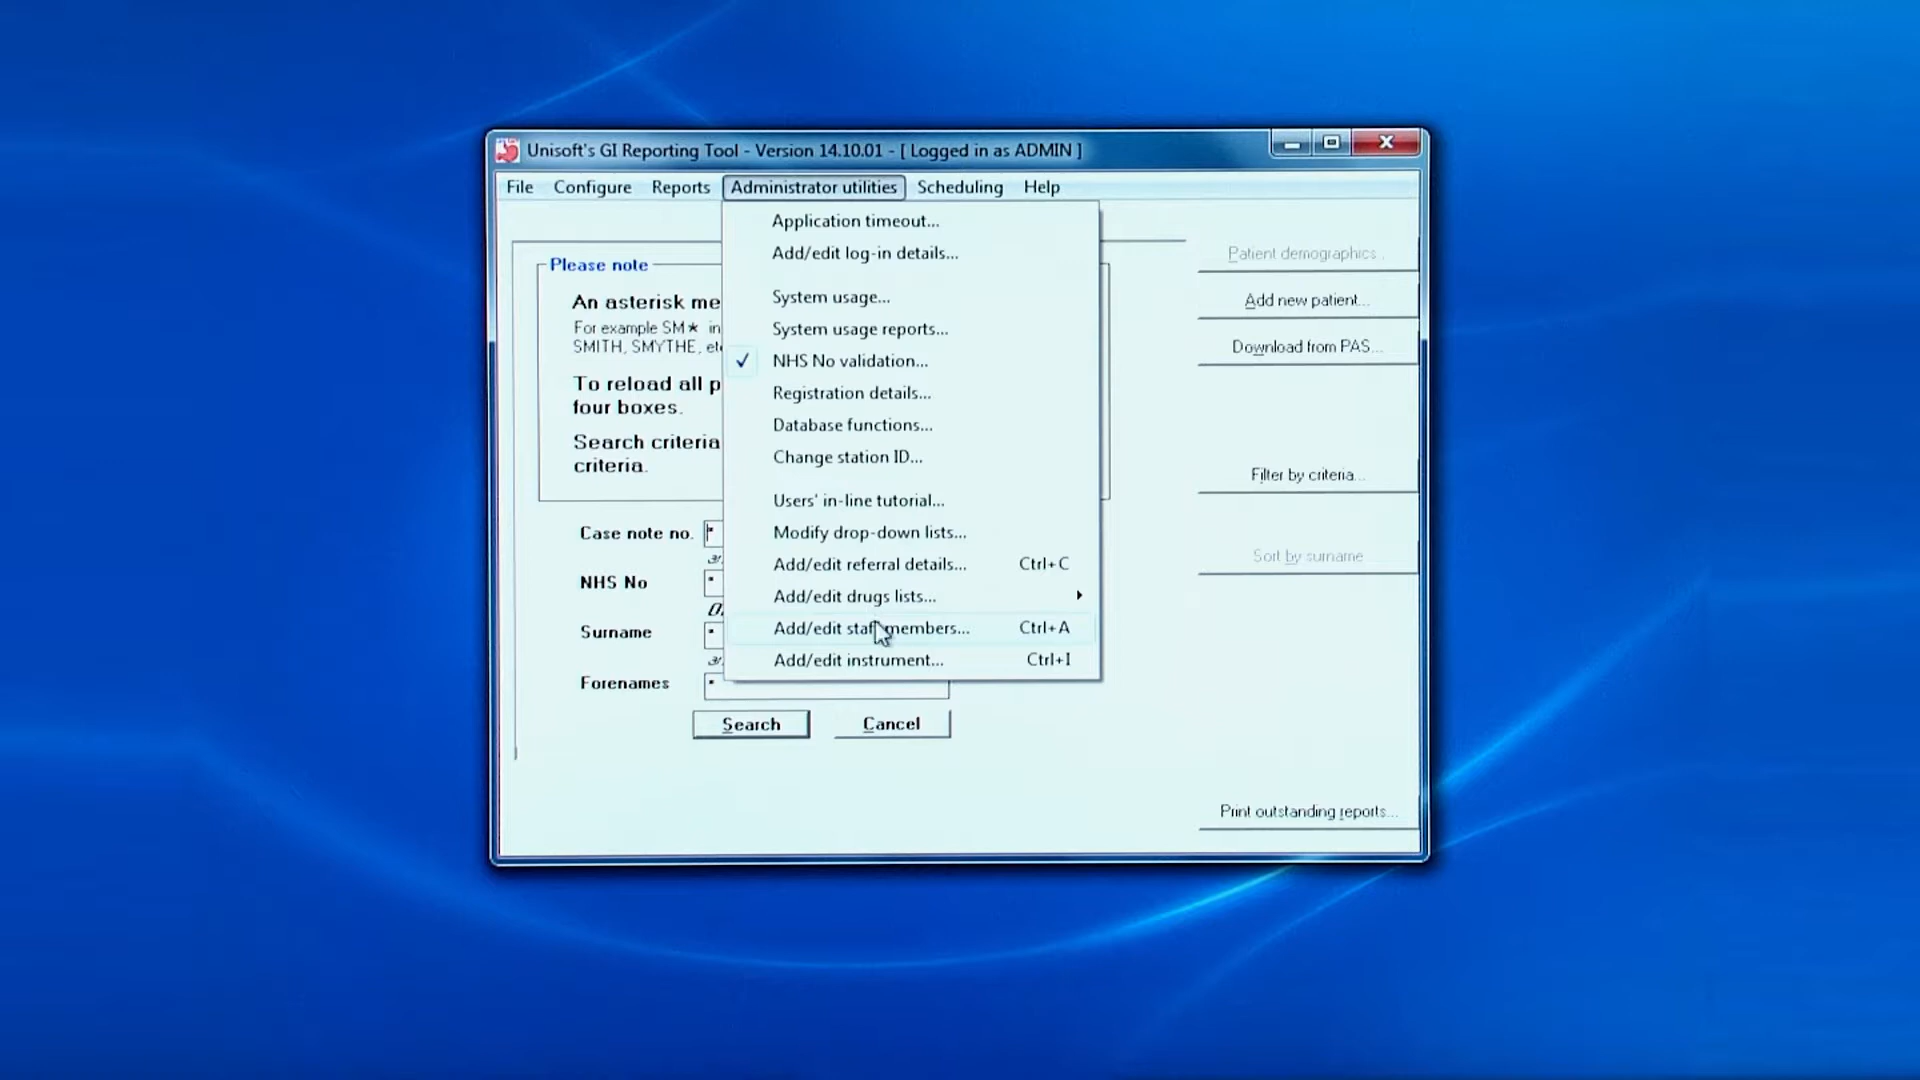 Unisoft's GI Reporting Tool - Version 14.10.01 - [ Logged in as ADMIN ]
File Configure Reports Administrator utilities Scheduling Help
Application timeout...
Add/edit log-in details...
System usage...
System usage reports...
✓ NHS No validation...
Registration details...
Database functions...
Change station ID...
Users' in-line tutorial...
Modify drop-down lists...
Add/edit referral details... Ctrl+C
Add/edit drugs lists...
Add/edit staff members... Ctrl+A
Add/edit instrument... Ctrl+I
Please note
An asterisk me
For example SM* in
SMITH, SMYTHE, etc
To reload all p
four boxes.
Search criteria
criteria.
Case note no. *
NHS No *
Surname *
Forenames *
Search Cancel
Patient demographics...
Add new patient...
Download from PAS...
Filter by criteria...
Sort by surname
Print outstanding reports...